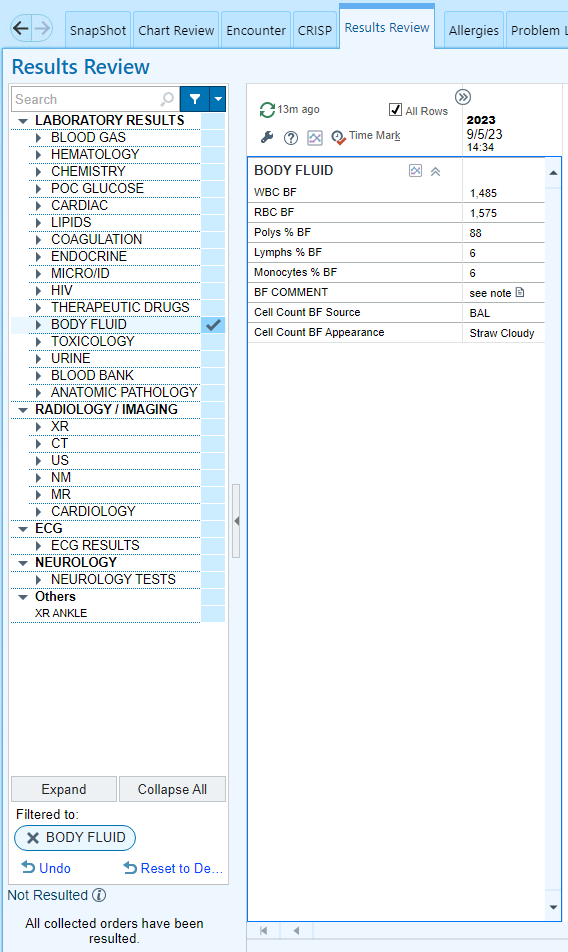 SnapShot Chart Review Encounter CRISP Results Review Allergies Problem L
Results Review
Search
LABORATORY RESULTS
BLOOD GAS
HEMATOLOGY
CHEMISTRY
POC GLUCOSE
CARDIAC
LIPIDS
COAGULATION
ENDOCRINE
MICRO/ID
HIV
THERAPEUTIC DRUGS
BODY FLUID
TOXICOLOGY
URINE
BLOOD BANK
ANATOMIC PATHOLOGY
RADIOLOGY / IMAGING
XR
CT
US
NM
MR
CARDIOLOGY
ECG
ECG RESULTS
NEUROLOGY
NEUROLOGY TESTS
Others
XR ANKLE
Expand Collapse All
Filtered to:
BODY FLUID
Undo Reset to De...
Not Resulted
All collected orders have been
resulted.
13m ago All Rows
Time Mark
2023
9/5/23
14:34
BODY FLUID
WBC BF 1,485
RBC BF 1,575
Polys % BF 88
Lymphs % BF 6
Monocytes % BF 6
BF COMMENT see note
Cell Count BF Source BAL
Cell Count BF Appearance Straw Cloudy